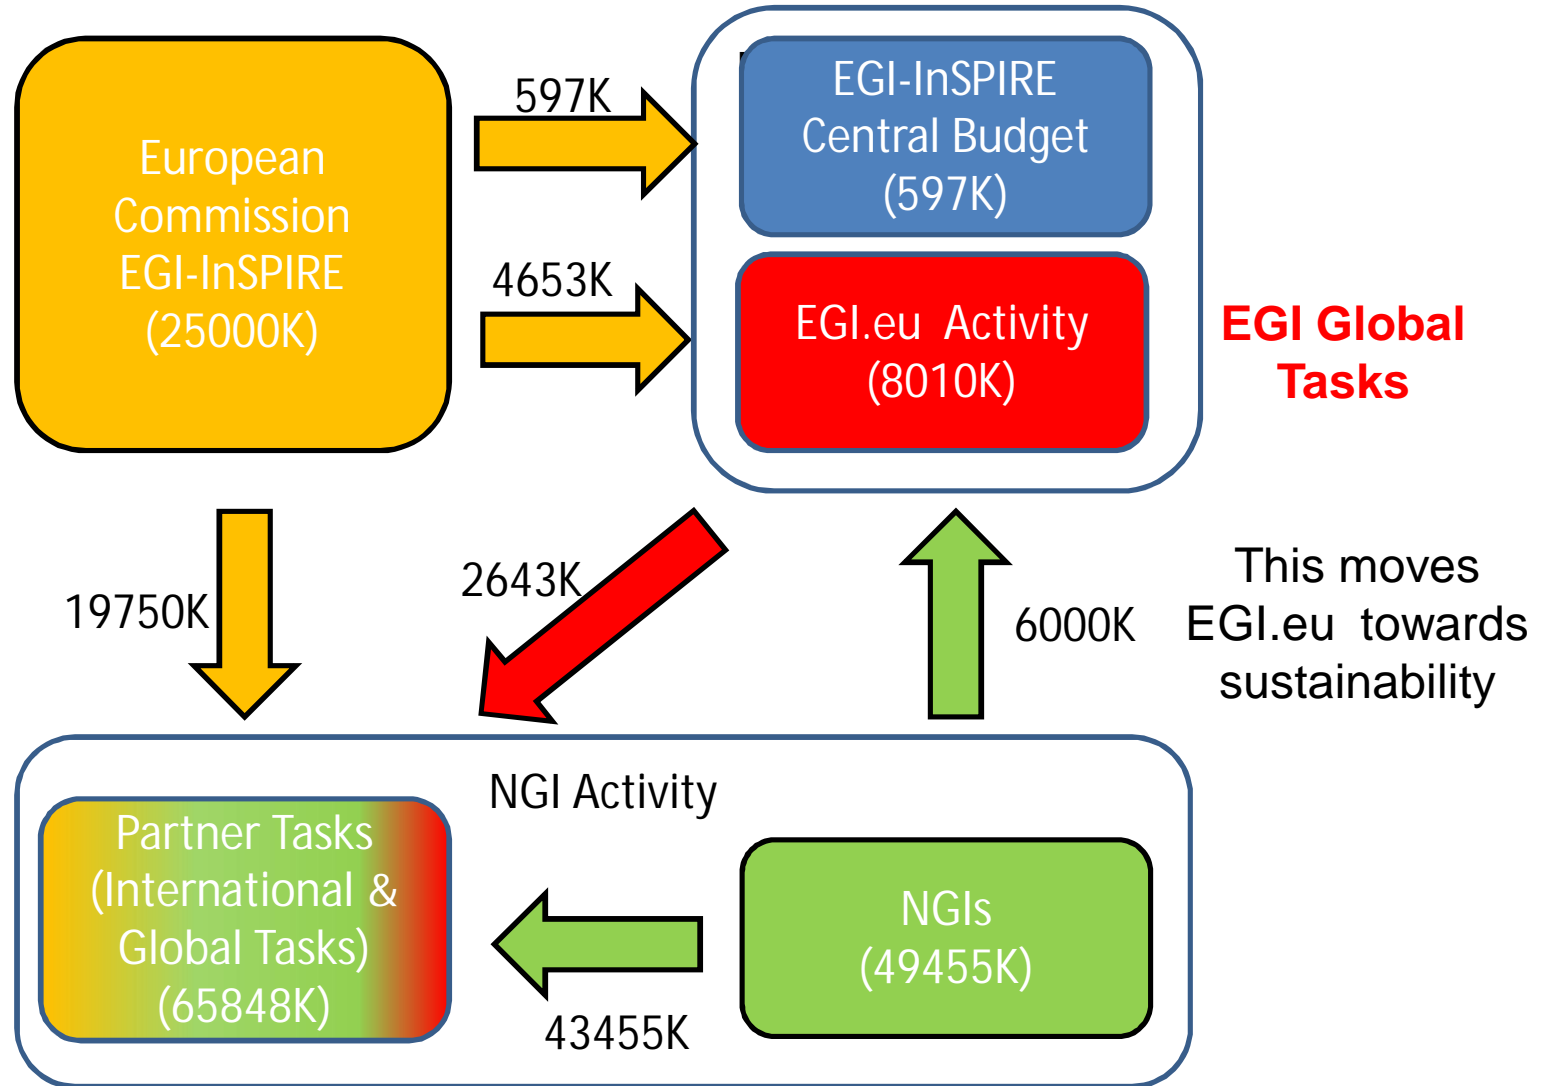 European
Commission
EGI-InSPIRE
(25000K)
597K
4653K
EGI-InSPIRE
Central Budget
(597K)
EGI.eu Activity
(8010K)
EGI Global
Tasks
19750K
2643K
6000K
This moves
EGI.eu towards
sustainability
NGI Activity
Partner Tasks
(International &
Global Tasks)
(65848K)
43455K
NGIs
(49455K)